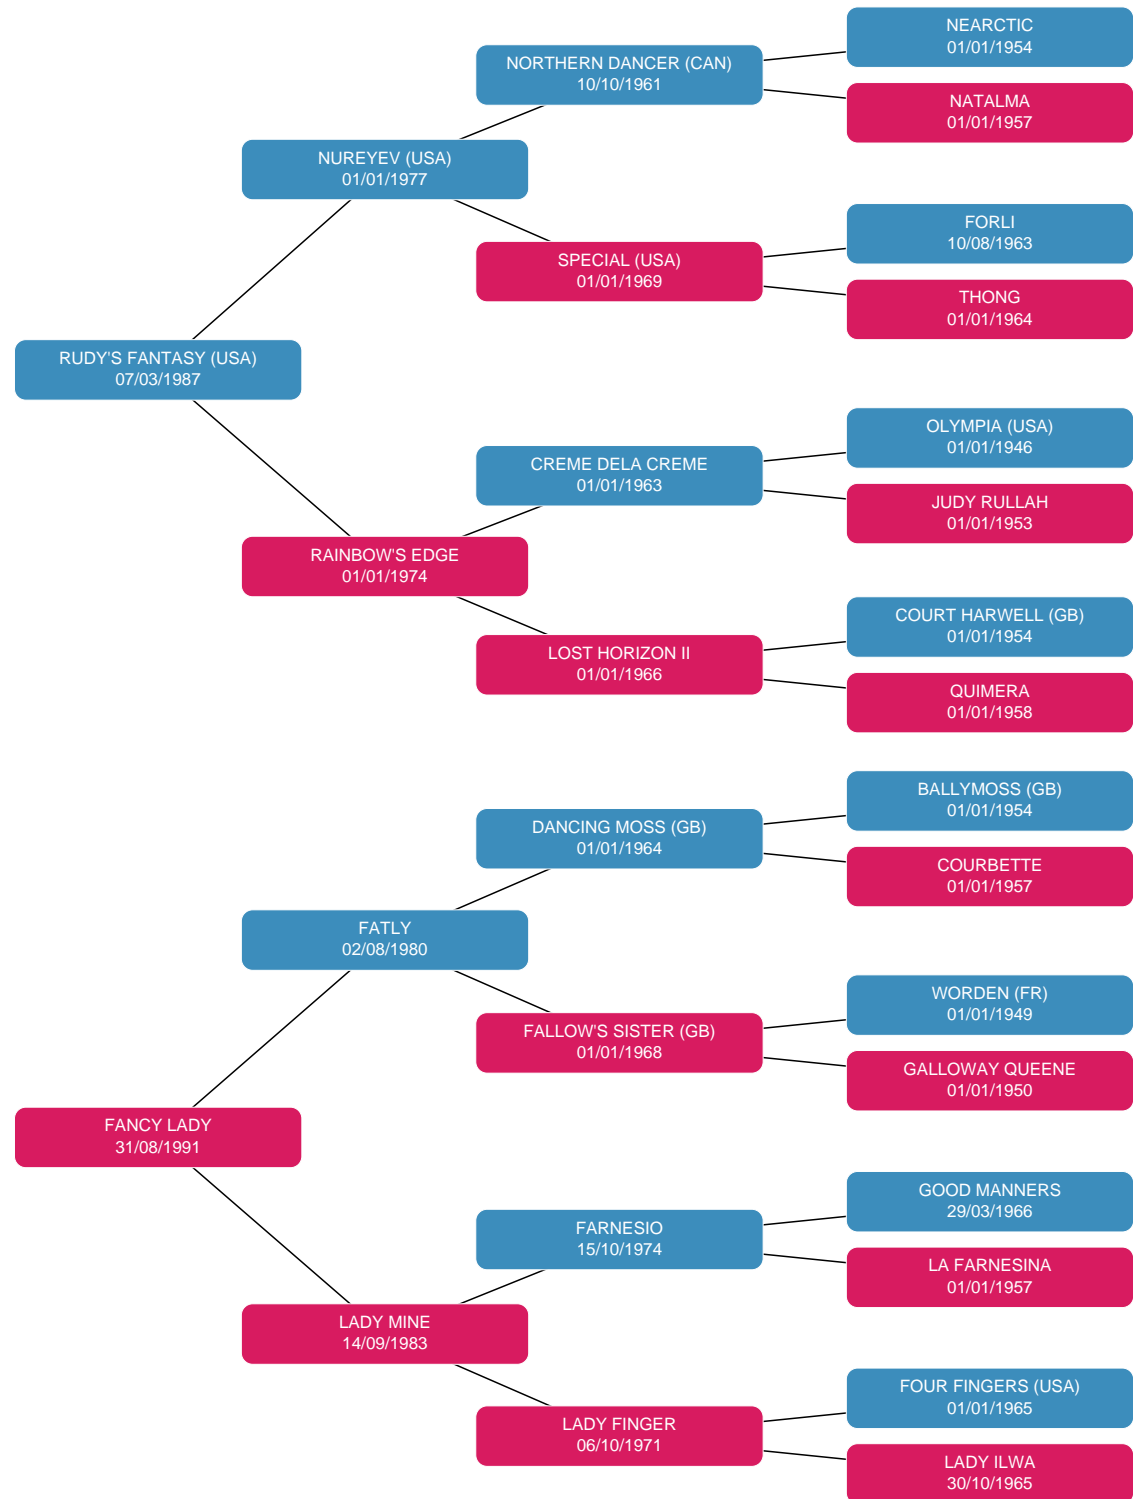 NEARCTIC
01/01/1954
NORTHERN DANCER (CAN)
10/10/1961
NATALMA
01/01/1957
NUREYEV (USA)
01/01/1977
FORLI
10/08/1963
SPECIAL (USA)
01/01/1969
THONG
01/01/1964
RUDY'S FANTASY (USA)
07/03/1987
OLYMPIA (USA)
01/01/1946
CREME DELA CREME
01/01/1963
JUDY RULLAH
01/01/1953
RAINBOW'S EDGE
01/01/1974
COURT HARWELL (GB)
01/01/1954
LOST HORIZON II
01/01/1966
QUIMERA
01/01/1958
BALLYMOSS (GB)
01/01/1954
DANCING MOSS (GB)
01/01/1964
COURBETTE
01/01/1957
FATLY
02/08/1980
WORDEN (FR)
01/01/1949
FALLOW'S SISTER (GB)
01/01/1968
GALLOWAY QUEENE
01/01/1950
FANCY LADY
31/08/1991
GOOD MANNERS
29/03/1966
FARNESIO
15/10/1974
LA FARNESINA
01/01/1957
LADY MINE
14/09/1983
FOUR FINGERS (USA)
01/01/1965
LADY FINGER
06/10/1971
LADY ILWA
30/10/1965